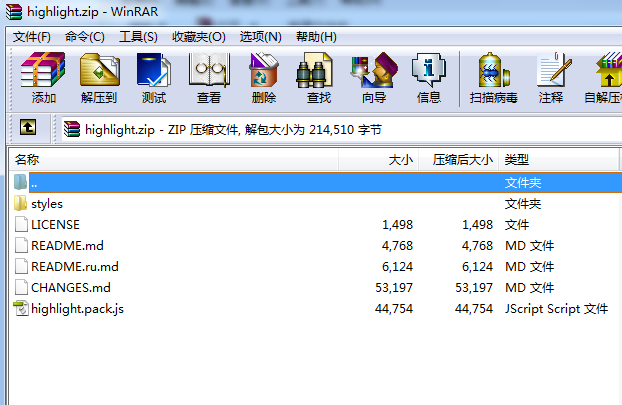 highlight.zip - WinRAR
文件(F) 命令(C) 工具(S) 收藏夹(O) 选项(N) 帮助(H)
添加 解压到 测试 查看 删除 查找 向导 信息 扫描病毒 注释 自解压
highlight.zip - ZIP 压缩文件, 解包大小为 214,510 字节
名称 大小 压缩后大小 类型
.. 文件夹
styles 文件夹
LICENSE 1,498 1,498 文件
README.md 4,768 4,768 MD 文件
README.ru.md 6,124 6,124 MD 文件
CHANGES.md 53,197 53,197 MD 文件
highlight.pack.js 44,754 44,754 JScript Script 文件